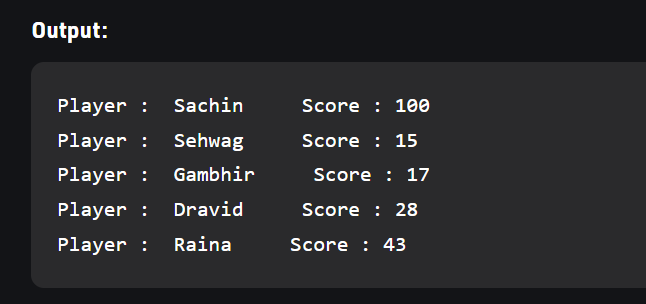 Output:
Player :  Sachin     Score : 100
Player :  Sehwag     Score : 15
Player :  Gambhir     Score : 17
Player :  Dravid     Score : 28
Player :  Raina     Score : 43